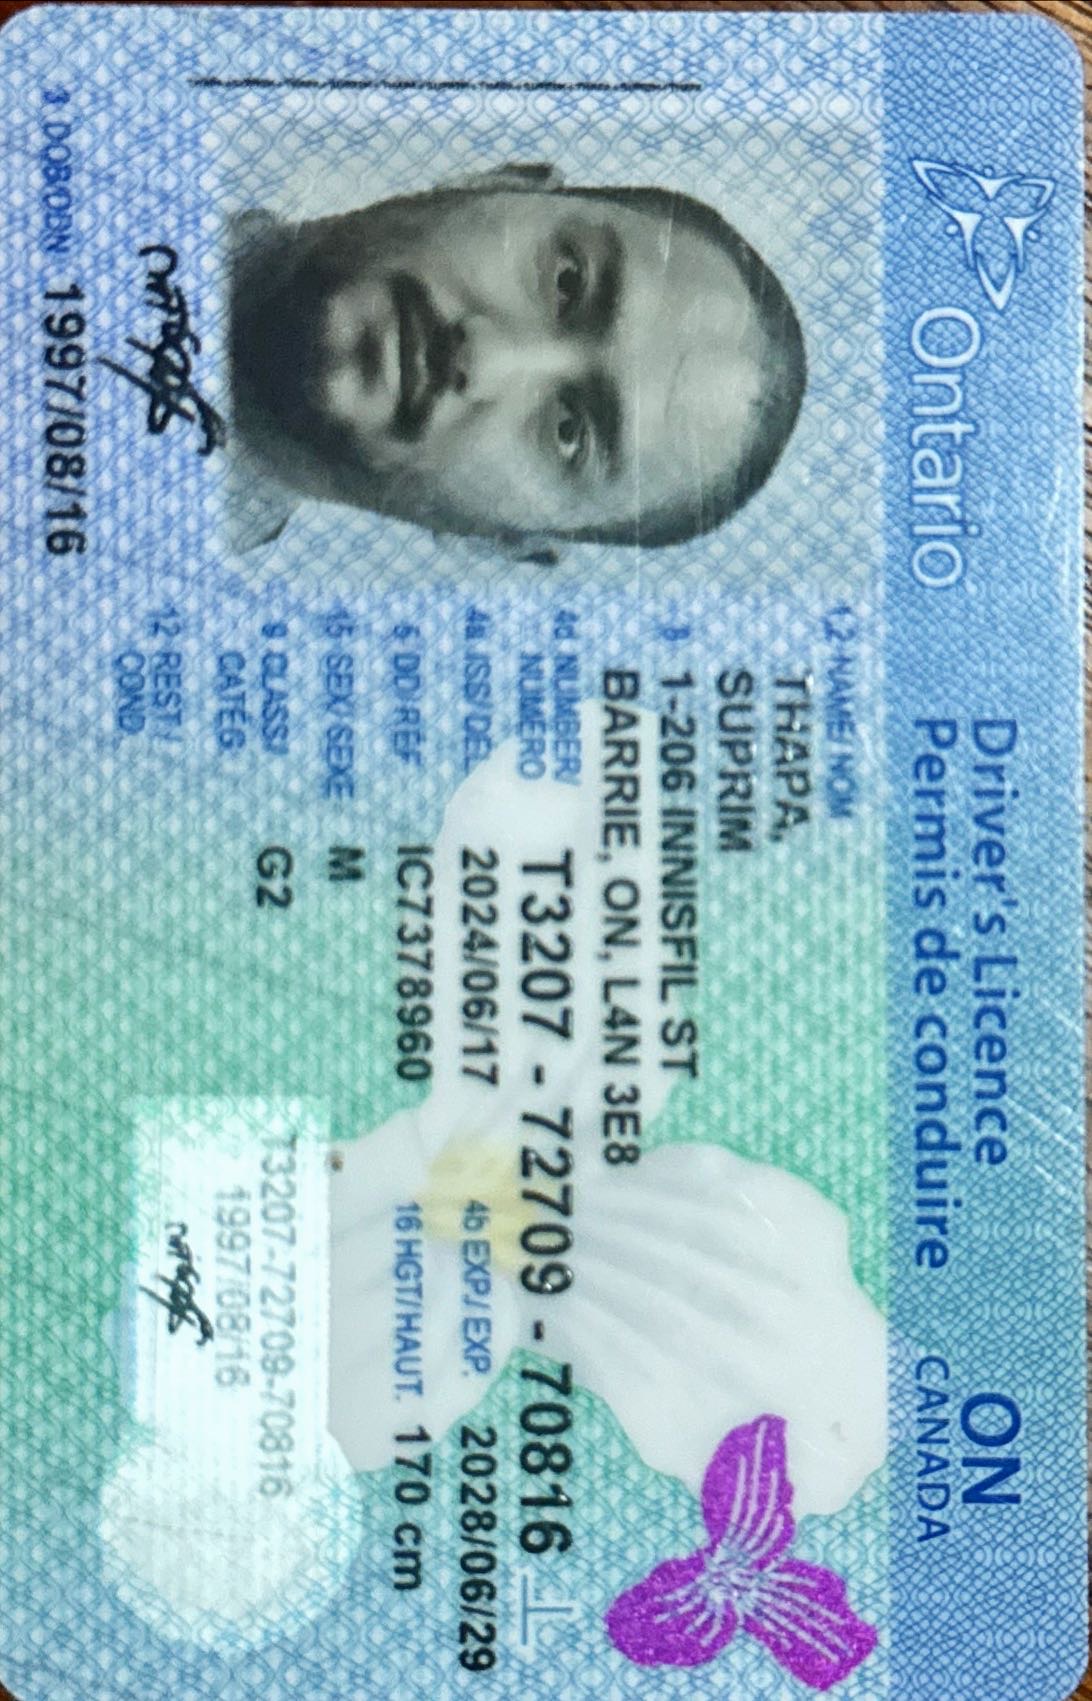 Ontario
Driver's Licence
Permis de conduire
ON
CANADA
1,2 NAME/NOM
THAPA,
SUPRIM
8
1-206 INNISFIL ST
BARRIE, ON, L4N 3E8
4d NUMBER/
NUMÉRO
T3207 - 72709 - 70816
4a ISS/DÉL
2024/06/17
4b EXP./EXP.
2028/06/29
5 DD/REF
IC7378960
16 HGT/HAUT.
170 cm
15 SEX/SEXE
M
9 CLASS/
CATÉG
G2
12 REST/
COND.
T3207-72709-70816
1997/08/16
3. DOB/DDN 1997/08/16